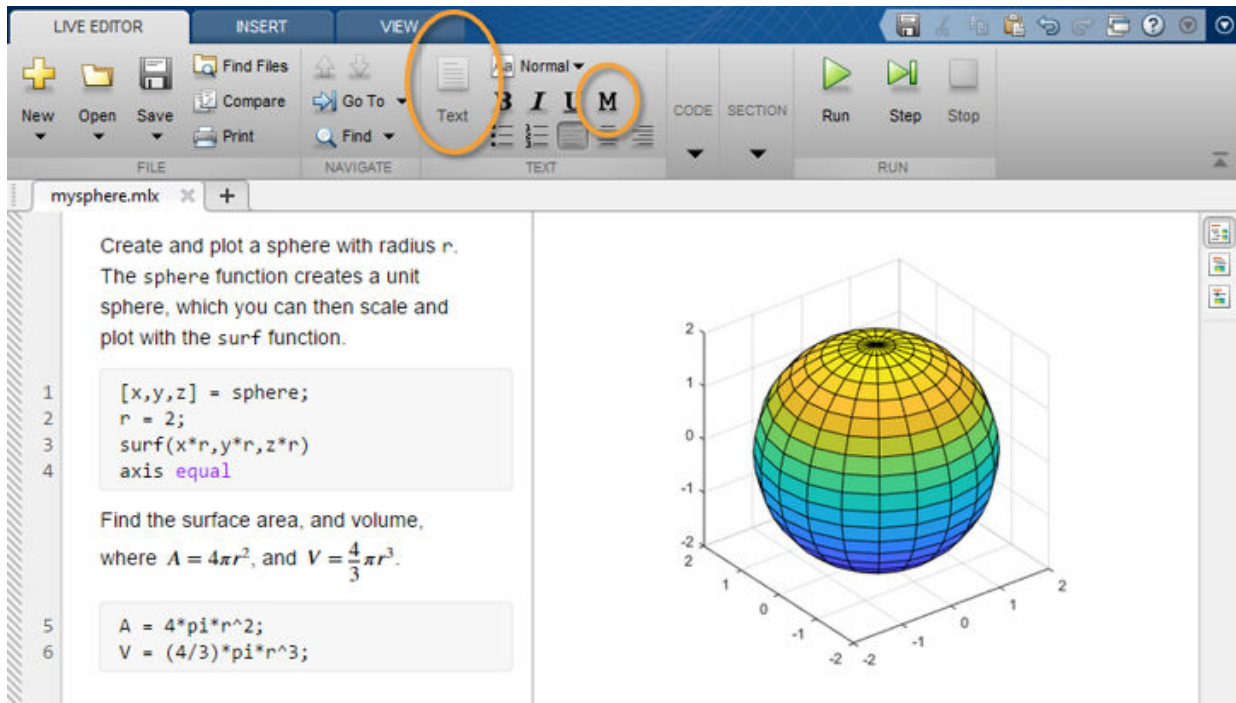 LIVE EDITOR INSERT VIEW
Find Files
Compare
Print
New Open Save
FILE
Go To
Find
NAVIGATE
Text
Aa Normal
B I U M
TEXT
CODE SECTION
Run Step Stop
RUN
mysphere.mlx
Create and plot a sphere with radius r.
The sphere function creates a unit
sphere, which you can then scale and
plot with the surf function.
1 [x,y,z] = sphere;
2 r = 2;
3 surf(x*r,y*r,z*r)
4 axis equal
Find the surface area, and volume,
where A = 4πr², and V = 4/3 πr³.
5 A = 4*pi*r^2;
6 V = (4/3)*pi*r^3;
2
1
0
-1
-2
2
1
0
-1
-2
-2
-1
0
1
2